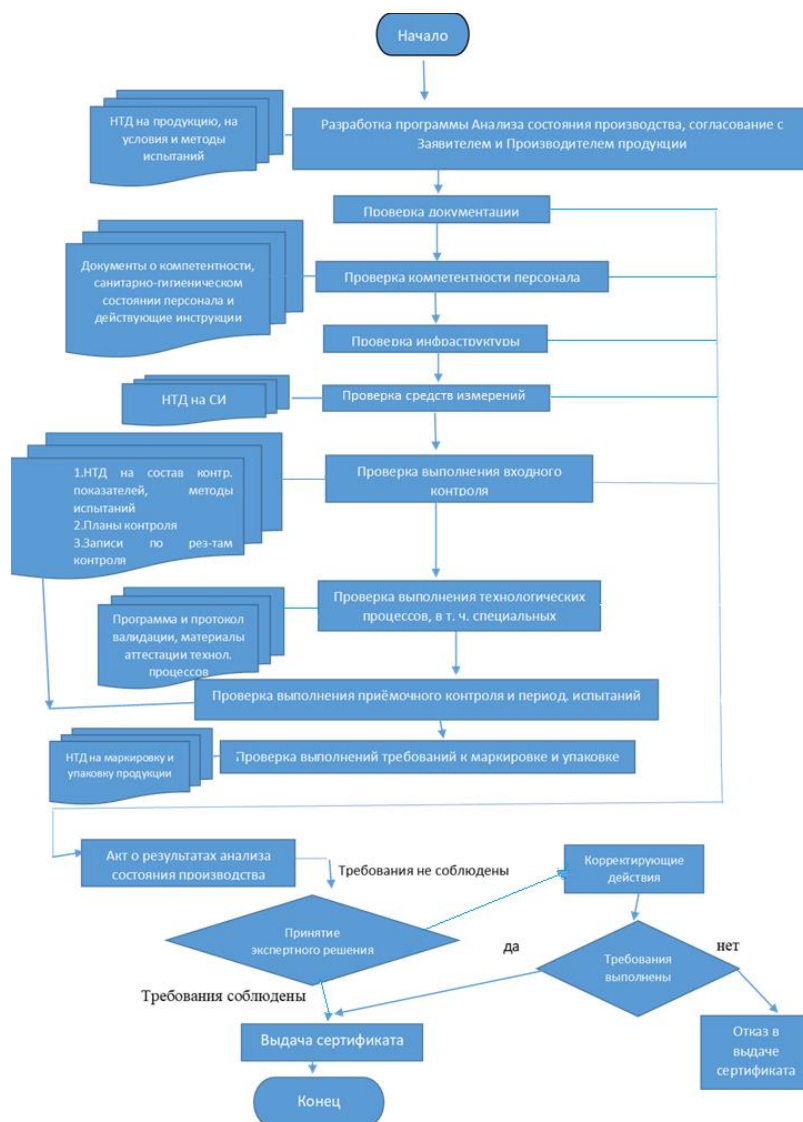 Начало
НТД на продукцию, на
условия и методы
испытаний
Разработка программы Анализа состояния производства, согласование с
Заявителем и Производителем продукции
Проверка документации
Документы о компетентности,
санитарно-гигиеническом
состоянии персонала и
действующие инструкции
Проверка компетентности персонала
Проверка инфраструктуры
НТД на СИ
Проверка средств измерений
1.НТД на состав контр.
показателей, методы
испытаний
2.Планы контроля
3.Записи по рез-там
контроля
Проверка выполнения входного
контроля
Программа и протокол
валидации, материалы
аттестации технол.
процессов
Проверка выполнения технологических
процессов, в т. ч. специальных
Проверка выполнения приёмочного контроля и период. испытаний
НТД на маркировку и
упаковку продукции
Проверка выполнений требований к маркировке и упаковке
Акт о результатах анализа
состояния производства
Требования не соблюдены
Корректирующие
действия
Принятие
экспертного решения
да
нет
Требования
выполнены
Требования соблюдены
Выдача сертификата
Отказ в
выдаче
сертификата
Конец